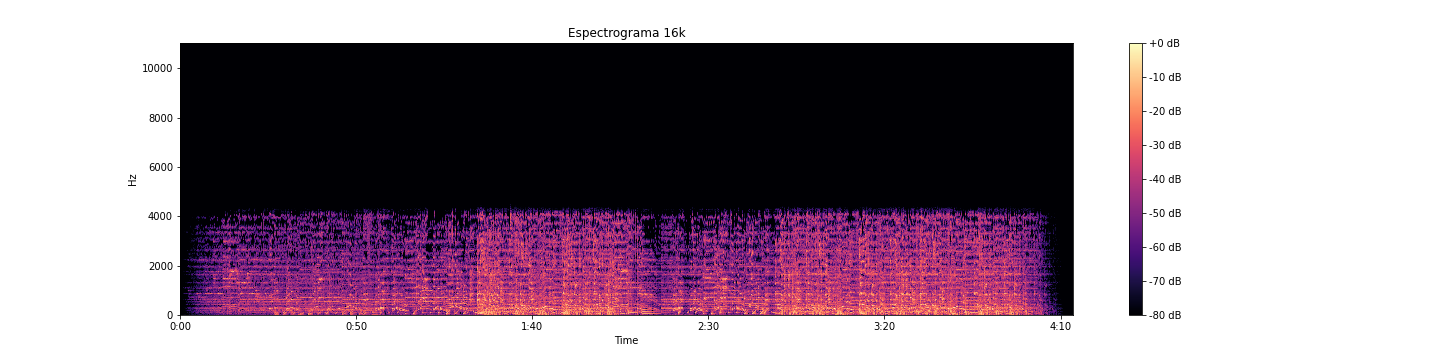 Espectrograma 16k
Hz
10000
8000
6000
4000
2000
0
0:00
0:50
1:40
2:30
3:20
4:10
Time
+0 dB
-10 dB
-20 dB
-30 dB
-40 dB
-50 dB
-60 dB
-70 dB
-80 dB